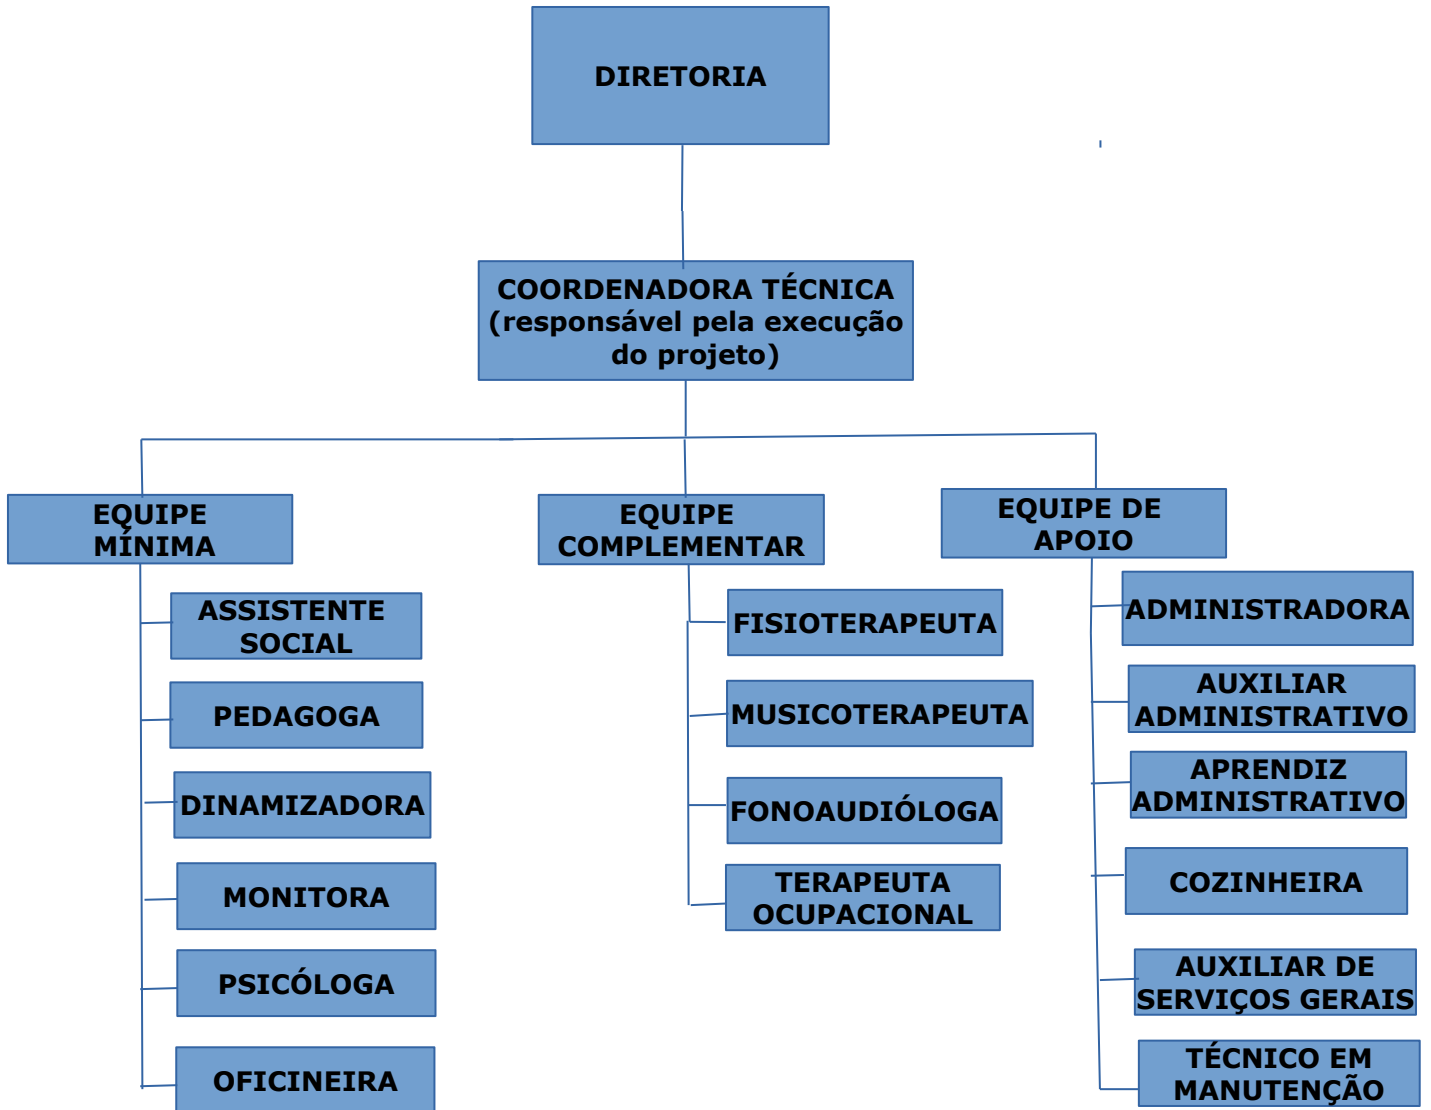 DIRETORIA
COORDENADORA TÉCNICA
(responsável pela execução
do projeto)
EQUIPE
MÍNIMA
ASSISTENTE
SOCIAL
PEDAGOGA
DINAMIZADORA
MONITORA
PSICÓLOGA
OFICINEIRA
EQUIPE
COMPLEMENTAR
FISIOTERAPEUTA
MUSICOTERAPEUTA
FONOAUDIÓLOGA
TERAPEUTA
OCUPACIONAL
EQUIPE DE
APOIO
ADMINISTRADORA
AUXILIAR
ADMINISTRATIVO
APRENDIZ
ADMINISTRATIVO
COZINHEIRA
AUXILIAR DE
SERVIÇOS GERAIS
TÉCNICO EM
MANUTENÇÃO